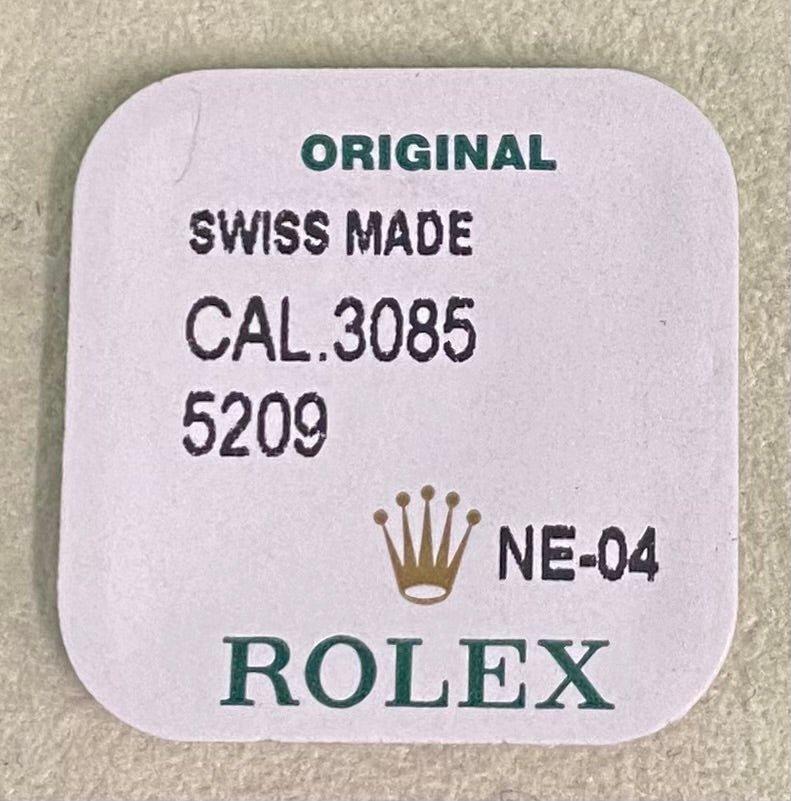 ORIGINAL
SWISS MADE
CAL.3085
5209
NE-04
ROLEX